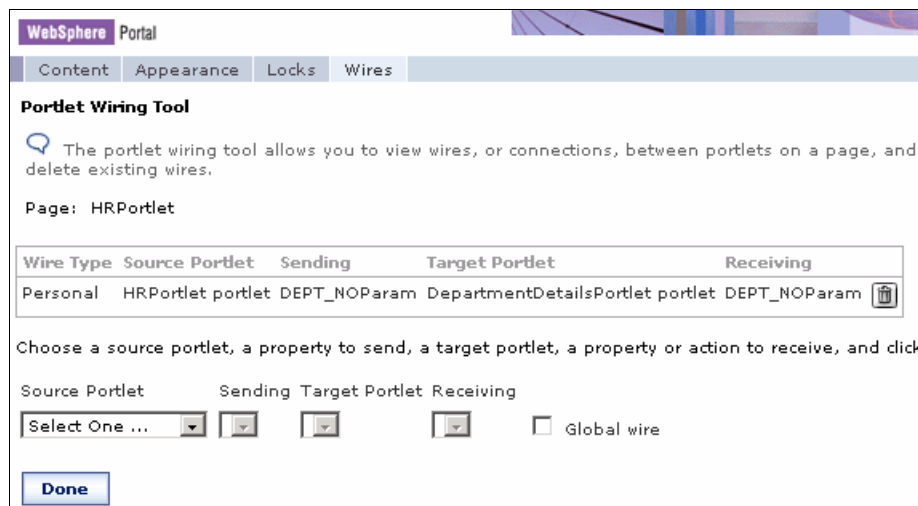 WebSphere Portal
Content Appearance Locks Wires
Portlet Wiring Tool
The portlet wiring tool allows you to view wires, or connections, between portlets on a page, and
delete existing wires.
Page: HRPortlet
Wire Type Source Portlet Sending Target Portlet Receiving
Personal HRPortlet portlet DEPT_NOParam DepartmentDetailsPortlet portlet DEPT_NOParam
Choose a source portlet, a property to send, a target portlet, a property or action to receive, and click
Source Portlet Sending Target Portlet Receiving
Select One ... Global wire
Done